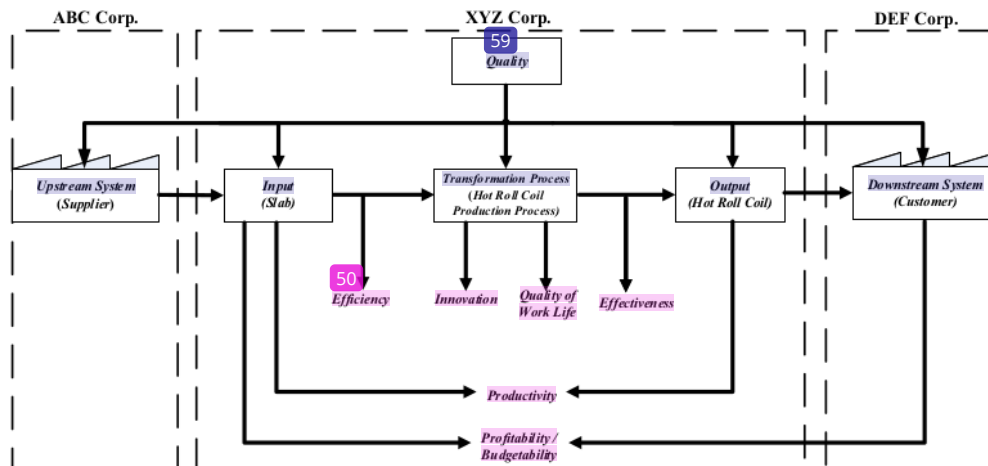 ABC Corp.
XYZ Corp.
DEF Corp.
59
Quality
Upstream System
(Supplier)
Input
(Slab)
Transformation Process
(Hot Roll Coil
Production Process)
Output
(Hot Roll Coil)
Downstream System
(Customer)
50
Efficiency
Innovation
Quality of
Work Life
Effectiveness
Productivity
Profitability /
Budgetability